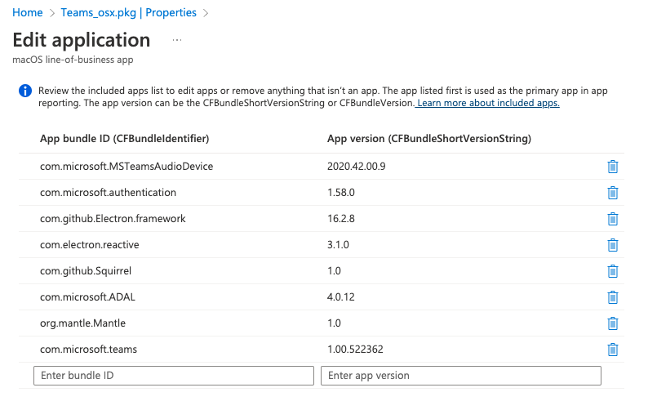 Home > Teams_osx.pkg | Properties >
Edit application ...
macOS line-of-business app
Review the included apps list to edit apps or remove anything that isn't an app. The app listed first is used as the primary app in app
reporting. The app version can be the CFBundleShortVersionString or CFBundleVersion. Learn more about included apps.
App bundle ID (CFBundleIdentifier) App version (CFBundleShortVersionString)
com.microsoft.MSTeamsAudioDevice 2020.42.00.9
com.microsoft.authentication 1.58.0
com.github.Electron.framework 16.2.8
com.electron.reactive 3.1.0
com.github.Squirrel 1.0
com.microsoft.ADAL 4.0.12
org.mantle.Mantle 1.0
com.microsoft.teams 1.00.522362
Enter bundle ID Enter app version